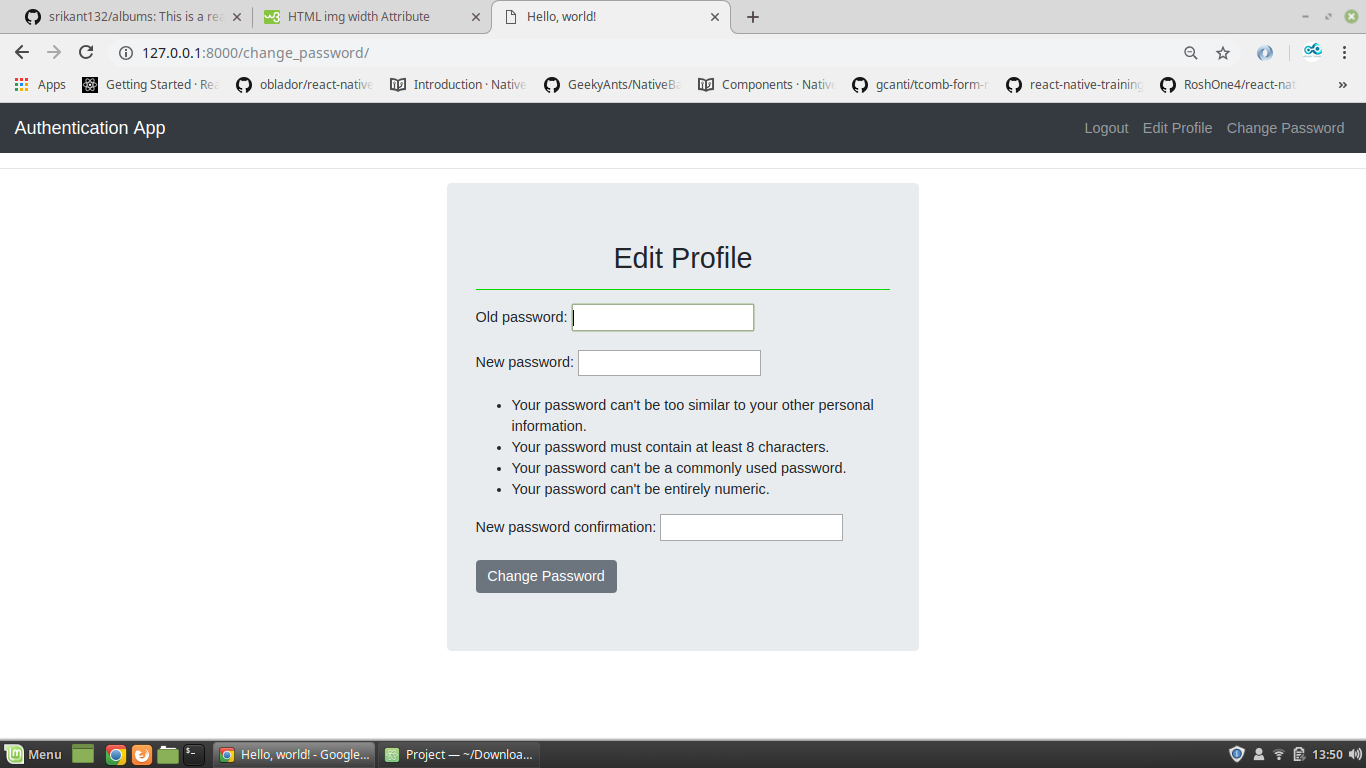 srikant132/albums: This is a rea
HTML img width Attribute
Hello, world!
127.0.0.1:8000/change_password/
Apps
Getting Started · Rea
oblador/react-native
Introduction · Native
GeekyAnts/NativeBa
Components · Native
gcanti/tcomb-form-n
react-native-training
RoshOne4/react-nat
»
Authentication App
Logout Edit Profile Change Password
Edit Profile
Old password:
New password:
• Your password can't be too similar to your other personal
information.
• Your password must contain at least 8 characters.
• Your password can't be a commonly used password.
• Your password can't be entirely numeric.
New password confirmation:
Change Password
Menu
Hello, world! - Google...
Project — ~/Downloa...
13:50